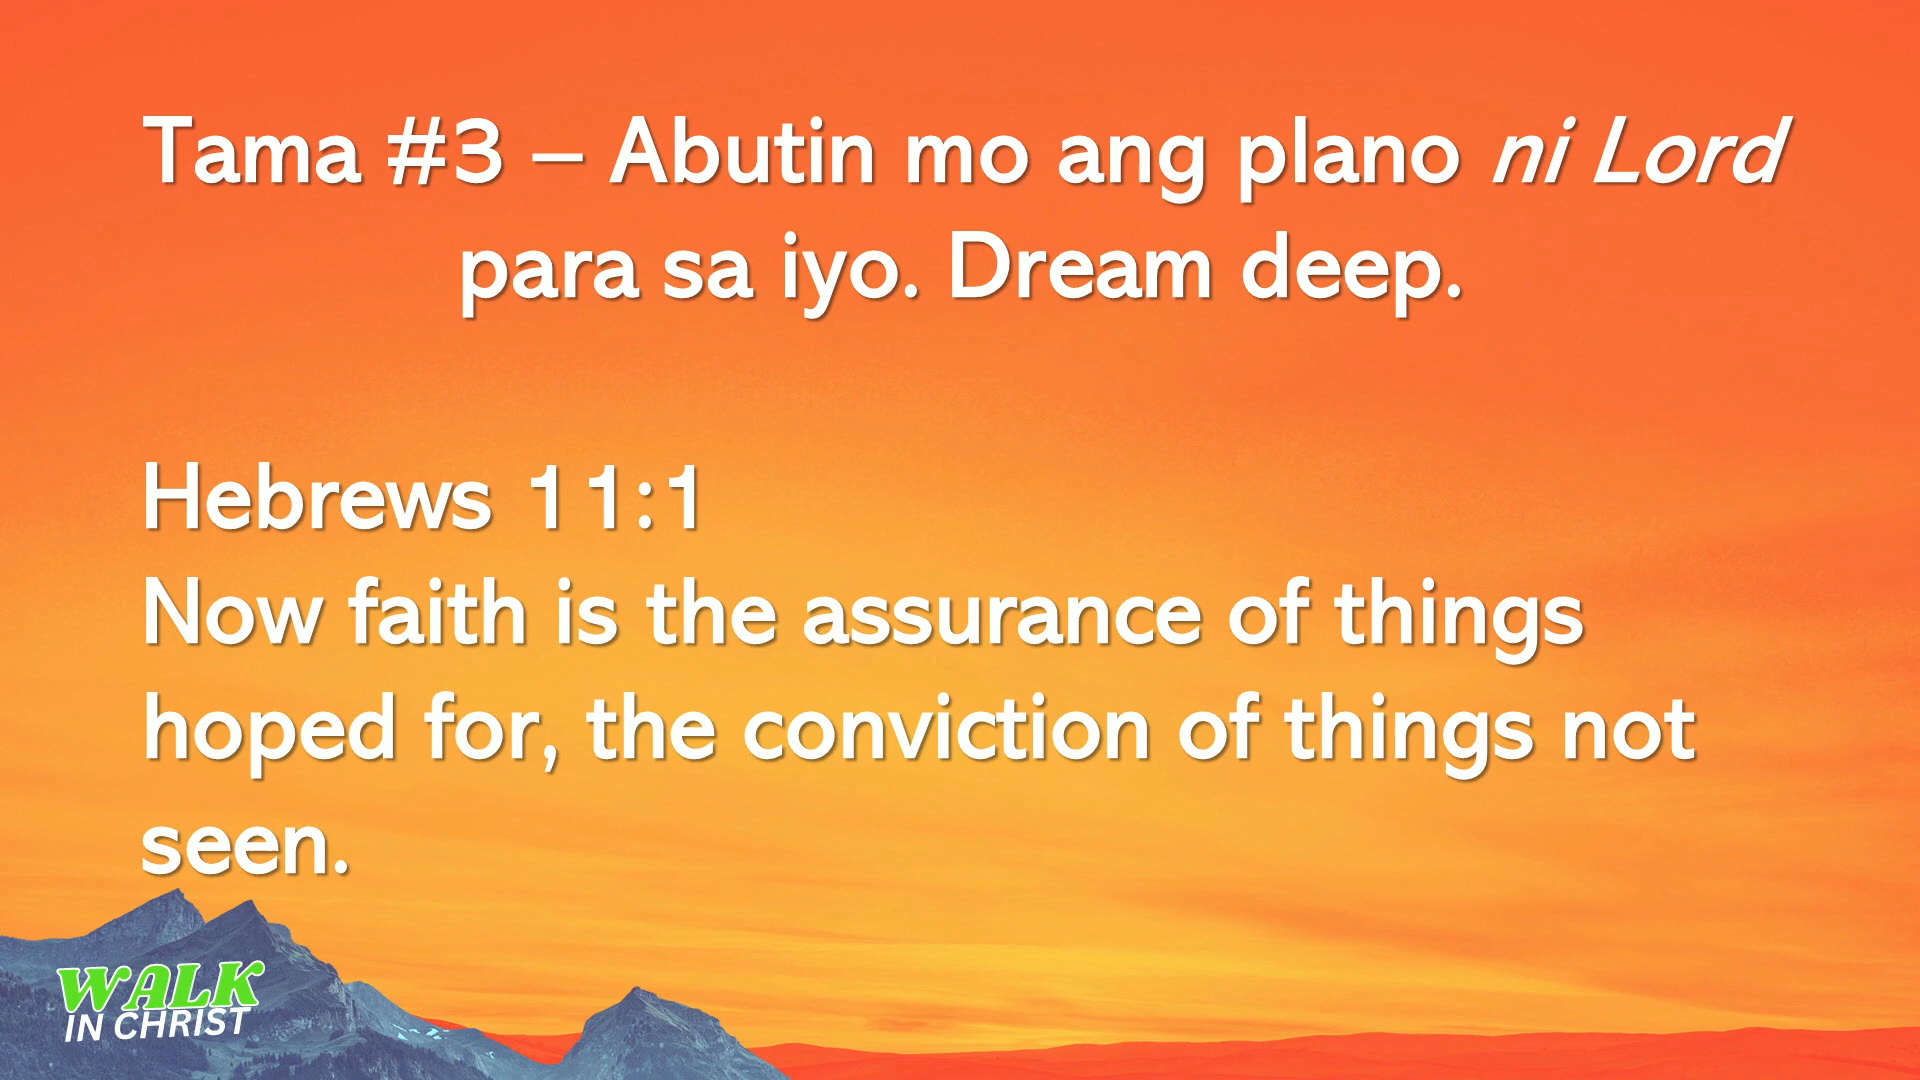 Tama #3 – Abutin mo ang plano ni Lord
para sa iyo. Dream deep.
Hebrews 11:1
Now faith is the assurance of things
hoped for, the conviction of things not
seen.
WALK
IN CHRIST